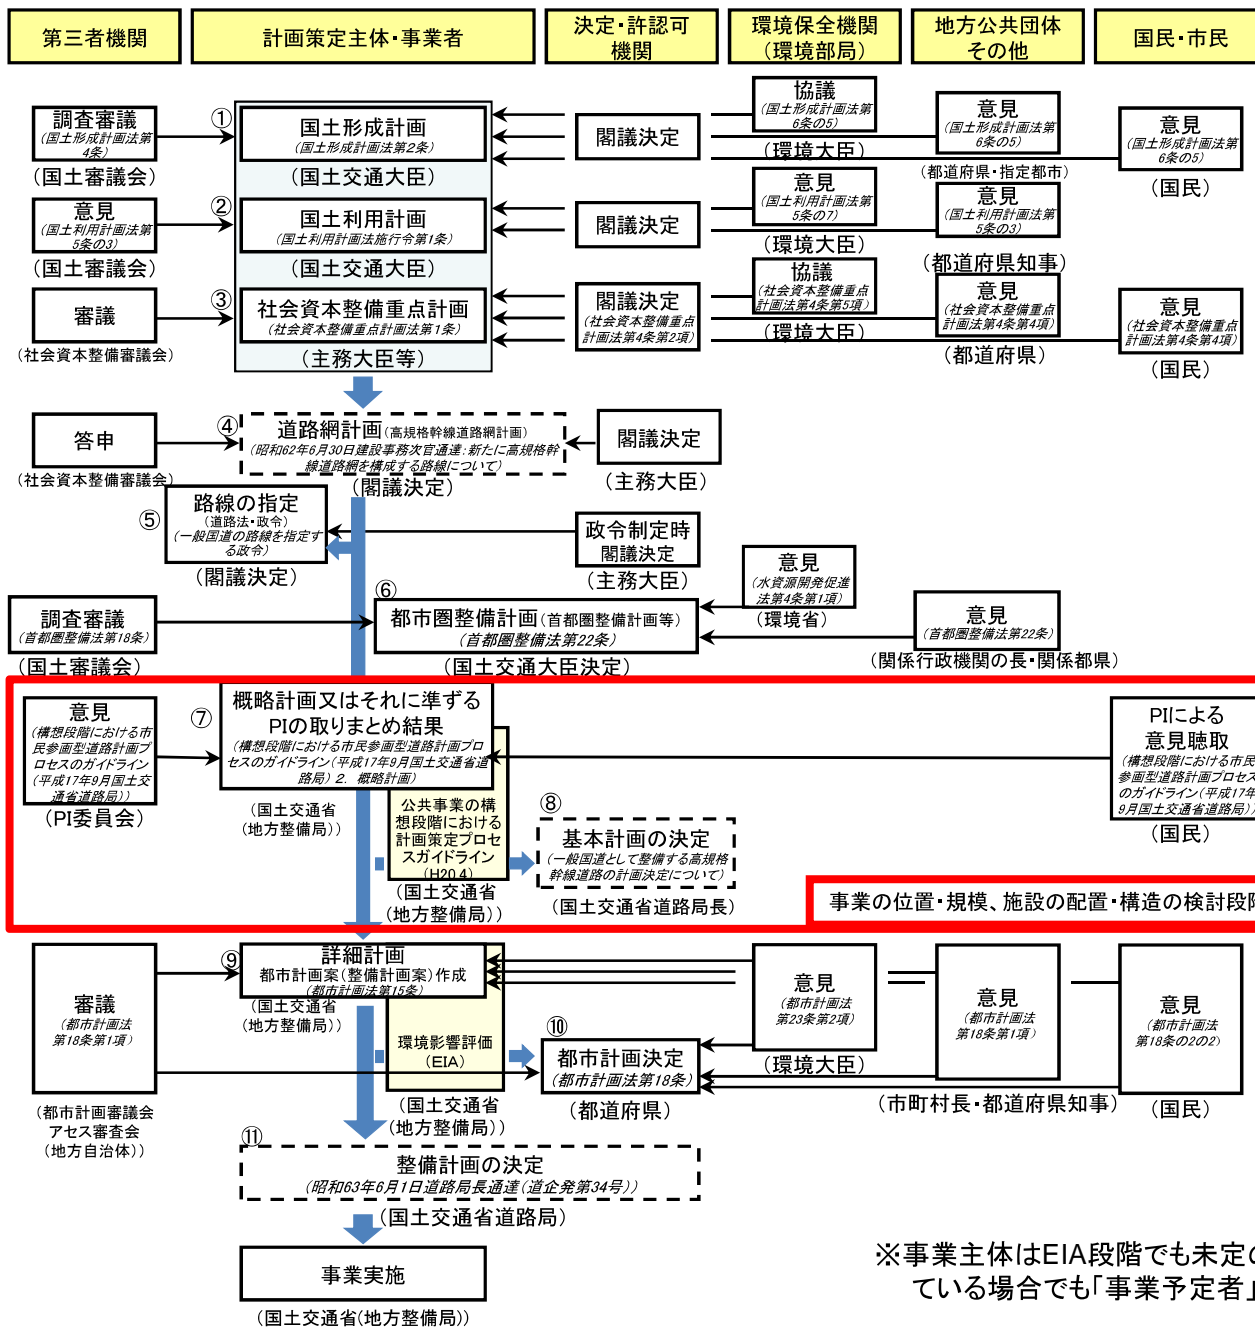 第三者機関
計画策定主体・事業者
決定・許認可
機関
環境保全機関
（環境部局）
地方公共団体
その他
国民・市民
調査審議
（国土形成計画法第
4条）
（国土審議会）
①
国土形成計画
（国土形成計画法第2条）
（国土交通大臣）
閣議決定
協議
（国土形成計画法第
6条の5）
（環境大臣）
意見
（国土形成計画法第
6条の5）
（都道府県・指定都市）
意見
（国土形成計画法第
6条の5）
（国民）
意見
（国土利用計画法第
5条の3）
（国土審議会）
②
国土利用計画
（国土利用計画法施行令第1条）
（国土交通大臣）
閣議決定
意見
（国土利用計画法第
5条の7）
（環境大臣）
意見
（国土利用計画法第
5条の3）
（都道府県知事）
審議
（社会資本整備審議会）
③
社会資本整備重点計画
（社会資本整備重点計画法第1条）
（主務大臣等）
閣議決定
（社会資本整備重点
計画法第4条第2項）
協議
（社会資本整備重点
計画法第4条第5項）
（環境大臣）
意見
（社会資本整備重点
計画法第4条第4項）
（都道府県）
意見
（社会資本整備重点
計画法第4条第4項）
（国民）
答申
（社会資本整備審議会）
④
道路網計画（高規格幹線道路網計画）
（昭和62年6月30日建設事務次官通達：新たに高規格幹
線道路網を構成する路線について）
（閣議決定）
閣議決定
（主務大臣）
⑤
路線の指定
（道路法・政令）
（一般国道の路線を指定す
る政令）
（閣議決定）
政令制定時
閣議決定
（主務大臣）
調査審議
（首都圏整備法第18条）
（国土審議会）
⑥
都市圏整備計画（首都圏整備計画等）
（首都圏整備法第22条）
（国土交通大臣決定）
意見
（水資源開発促進
法第4条第1項）
（環境省）
意見
（首都圏整備法第22条）
（関係行政機関の長・関係都県）
意見
（構想段階における市
民参画型道路計画プ
ロセスのガイドライン
（平成17年9月国土交
通省道路局））
（PI委員会）
⑦
概略計画又はそれに準ずる
PIの取りまとめ結果
（構想段階における市民参画型道路計画プロ
セスのガイドライン（平成17年9月国土交通省道
路局） 2．概略計画）
（国土交通省
（地方整備局））
公共事業の構
想段階における
計画策定プロセ
スガイドライン
（H20.4）
（国土交通省
（地方整備局））
⑧
基本計画の決定
（一般国道として整備する高規格
幹線道路の計画決定について）
（国土交通省道路局長）
PIによる
意見聴取
（構想段階における市民
参画型道路計画プロセス
のガイドライン（平成17年
9月国土交通省道路局））
（国民）
事業の位置・規模、施設の配置・構造の検討段階
審議
（都市計画法
第18条第1項）
（都市計画審議会
アセス審査会
（地方自治体））
⑨
詳細計画
都市計画案（整備計画案）作成
（都市計画法第15条）
（国土交通省
（地方整備局））
環境影響評価
（EIA）
（国土交通省
（地方整備局））
⑩
都市計画決定
（都市計画法第18条）
（都道府県）
意見
（都市計画法
第23条第2項）
（環境大臣）
意見
（都市計画法
第18条第1項）
（市町村長・都道府県知事）
意見
（都市計画法
第18条の2の2）
（国民）
⑪
整備計画の決定
（昭和63年6月1日道路局長通達（道企発第34号））
（国土交通省道路局）
事業実施
（国土交通省（地方整備局））
※事業主体はEIA段階でも未定の
ている場合でも「事業予定者」